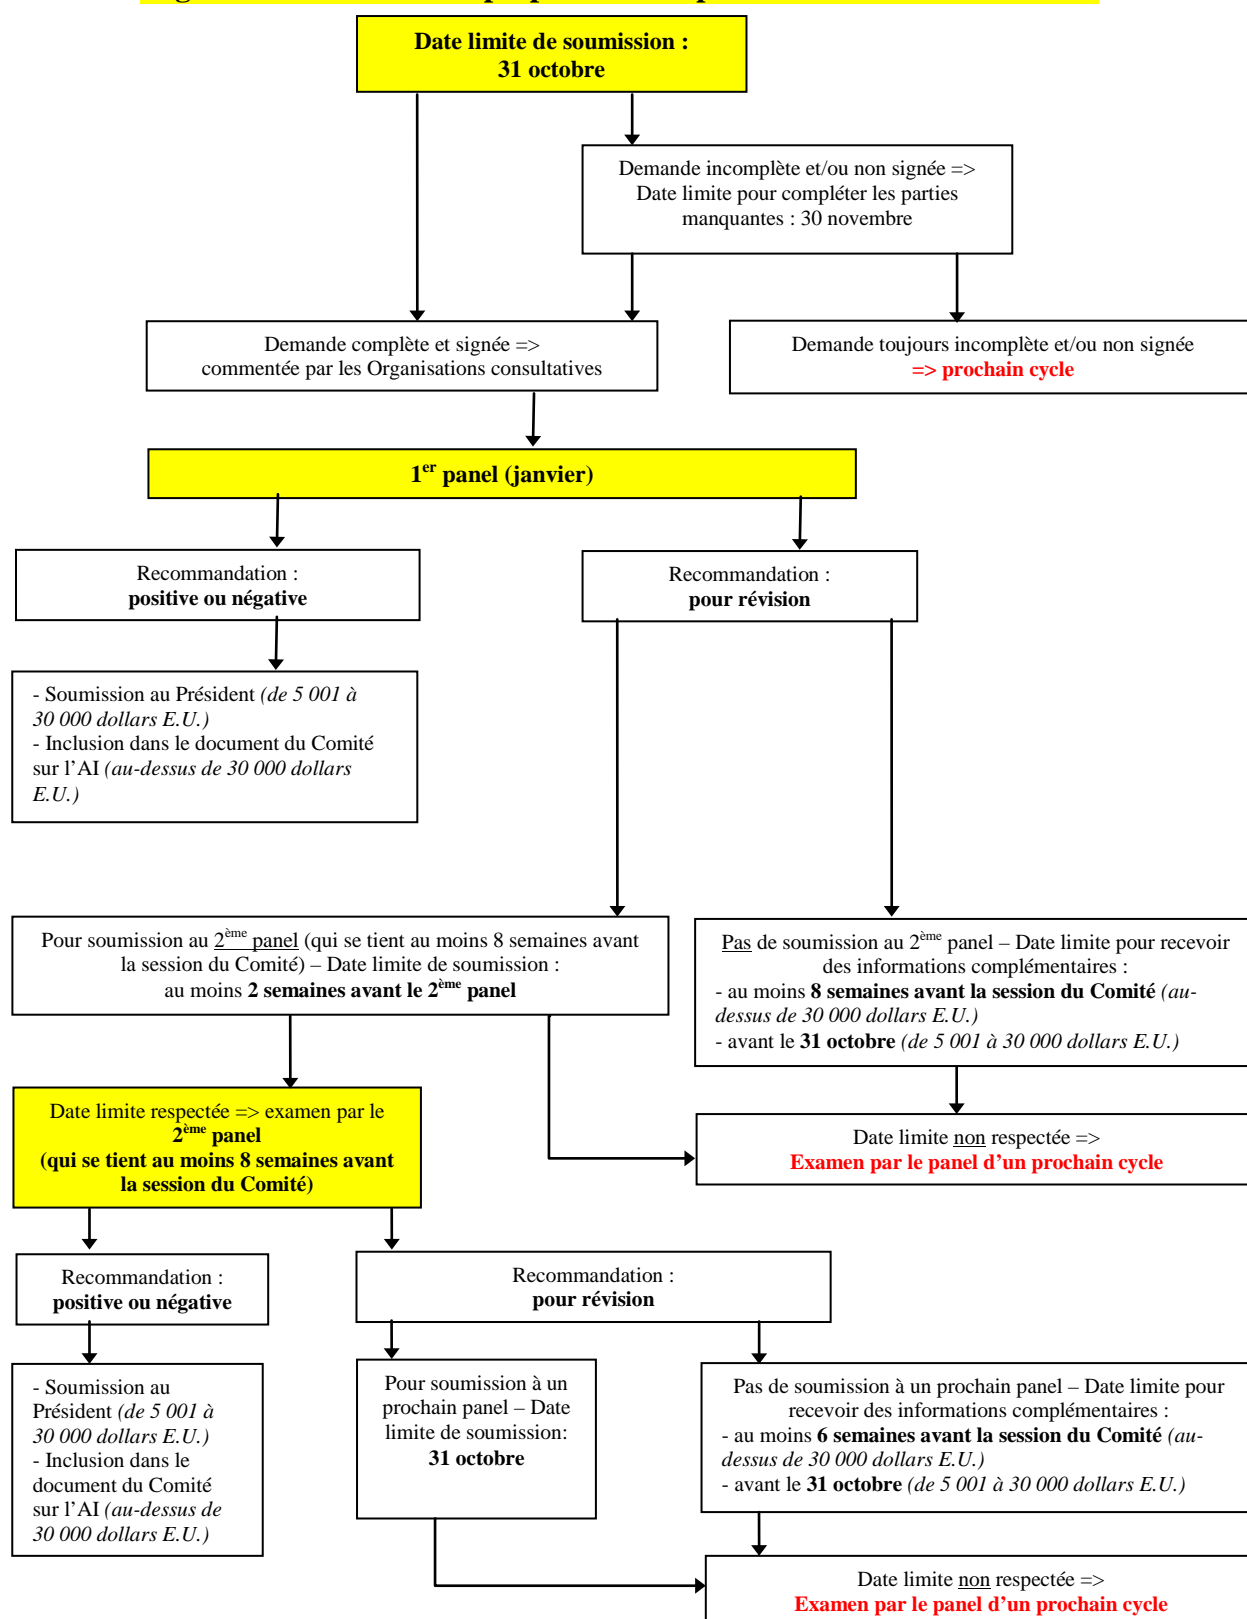 Date limite de soumission :
31 octobre
Demande incomplète et/ou non signée =>
Date limite pour compléter les parties
manquantes : 30 novembre
Demande complète et signée =>
commentée par les Organisations consultatives
Demande toujours incomplète et/ou non signée
=> prochain cycle
1er panel (janvier)
Recommandation :
positive ou négative
Recommandation :
pour révision
- Soumission au Président (de 5 001 à
30 000 dollars E.U.)
- Inclusion dans le document du Comité
sur l'AI (au-dessus de 30 000 dollars
E.U.)
Pour soumission au 2ème panel (qui se tient au moins 8 semaines avant
la session du Comité) – Date limite de soumission :
au moins 2 semaines avant le 2ème panel
Pas de soumission au 2ème panel – Date limite pour recevoir
des informations complémentaires :
- au moins 8 semaines avant la session du Comité (au-
dessus de 30 000 dollars E.U.)
- avant le 31 octobre (de 5 001 à 30 000 dollars E.U.)
Date limite respectée => examen par le
2ème panel
(qui se tient au moins 8 semaines avant
la session du Comité)
Date limite non respectée =>
Examen par le panel d'un prochain cycle
Recommandation :
positive ou négative
Recommandation :
pour révision
- Soumission au
Président (de 5 001 à
30 000 dollars E.U.)
- Inclusion dans le
document du Comité
sur l'AI (au-dessus de
30 000 dollars E.U.)
Pour soumission à un
prochain panel – Date
limite de soumission:
31 octobre
Pas de soumission à un prochain panel – Date limite pour
recevoir des informations complémentaires :
- au moins 6 semaines avant la session du Comité (au-
dessus de 30 000 dollars E.U.)
- avant le 31 octobre (de 5 001 à 30 000 dollars E.U.)
Date limite non respectée =>
Examen par le panel d'un prochain cycle